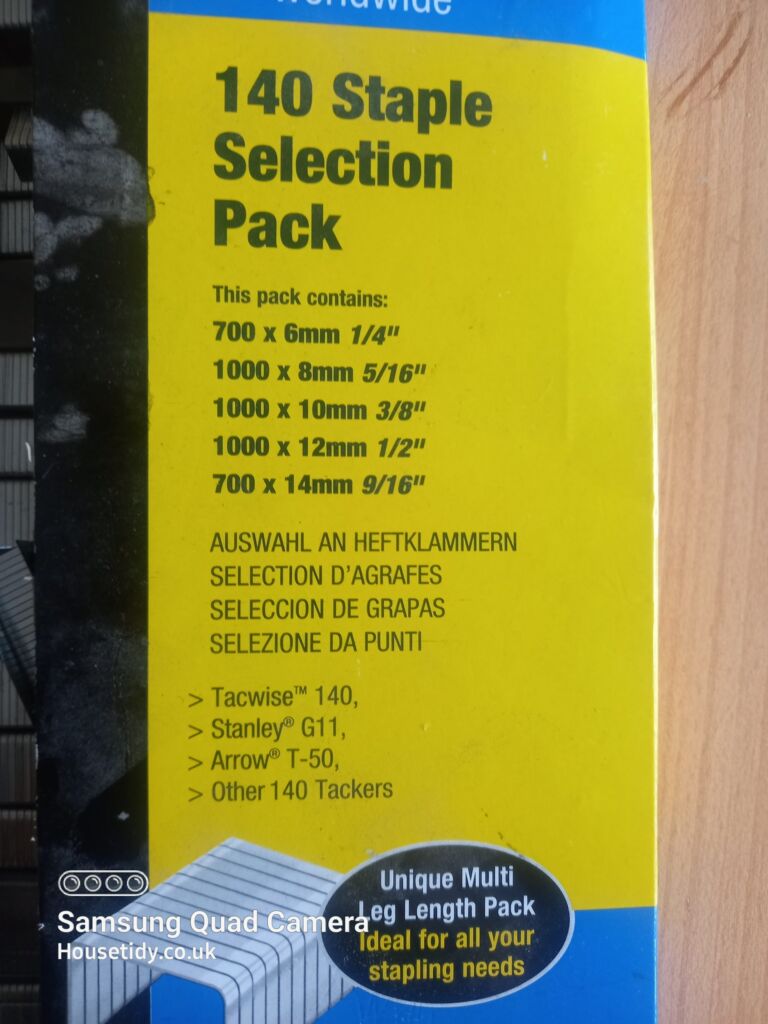 worldwide
140 Staple
Selection
Pack
This pack contains:
700 x 6mm 1/4"
1000 x 8mm 5/16"
1000 x 10mm 3/8"
1000 x 12mm 1/2"
700 x 14mm 9/16"
AUSWAHL AN HEFTKLAMMERN
SELECTION D'AGRAFES
SELECCION DE GRAPAS
SELEZIONE DA PUNTI
> Tacwise™ 140,
> Stanley® G11,
> Arrow® T-50,
> Other 140 Tackers
Unique Multi
Leg Length Pack
Ideal for all your
stapling needs
Samsung Quad Camera
Housetidy.co.uk